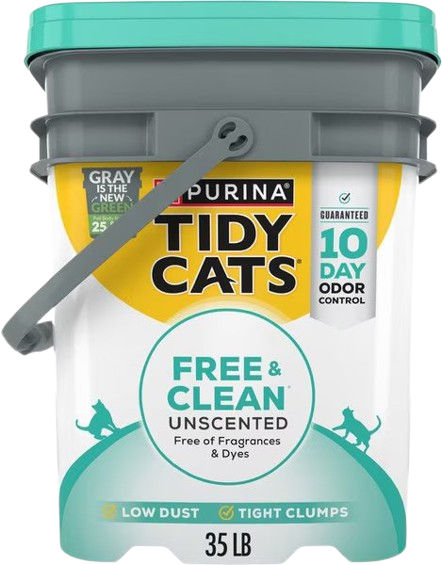 GRAY
IS THE
NEW
GREEN
25
PURINA®
TIDY
CATS®
GUARANTEED
10
DAY
ODOR
CONTROL
FREE &
CLEAN
UNSCENTED
Free of Fragrances
& Dyes
LOW DUST
TIGHT CLUMPS
35 LB